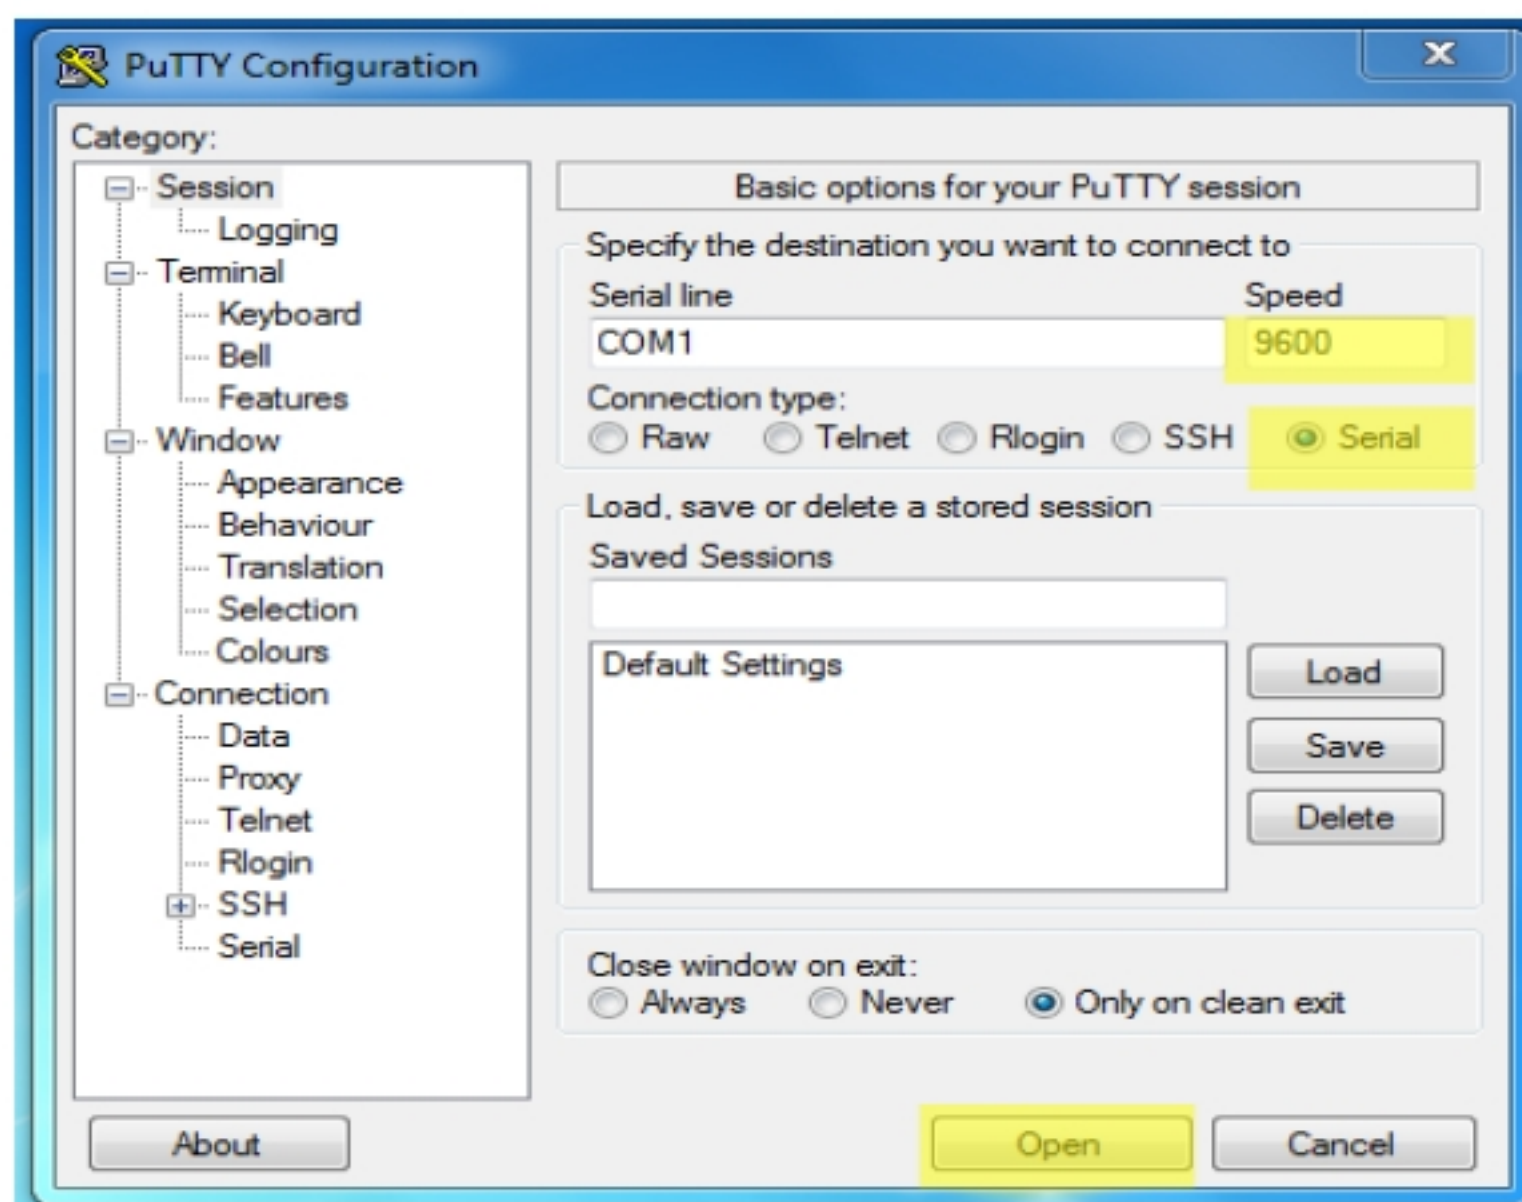 PuTTY Configuration
Category:
Session
Logging
Terminal
Keyboard
Bell
Features
Window
Appearance
Behaviour
Translation
Selection
Colours
Connection
Data
Proxy
Telnet
Rlogin
SSH
Serial
Basic options for your PuTTY session
Specify the destination you want to connect to
Serial line Speed
COM1 9600
Connection type:
Raw Telnet Rlogin SSH Serial
Load, save or delete a stored session
Saved Sessions
Default Settings
Load
Save
Delete
Close window on exit:
Always Never Only on clean exit
About Open Cancel